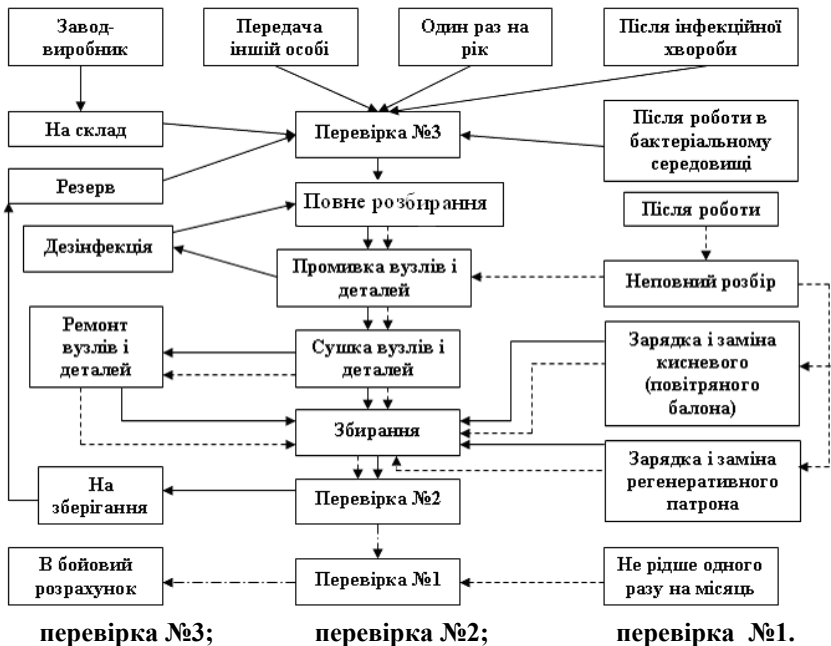 Завод-
виробник
Передача
іншій особі
Один раз на
рік
Після інфекційної
хвороби
На склад
Перевірка №3
Після роботи в
бактеріальному
середовищі
Резерв
Повне розбирання
Після роботи
Дезінфекція
Промивка вузлів і
деталей
Неповний розбір
Ремонт
вузлів і
деталей
Сушка вузлів і
деталей
Зарядка і заміна
кисневого
(повітряного
балона)
Збирання
Зарядка і заміна
регенеративного
патрона
На
зберігання
Перевірка №2
В бойовий
розрахунок
Перевірка №1
Не рідше одного
разу на місяць
перевірка №3; перевірка №2; перевірка №1.